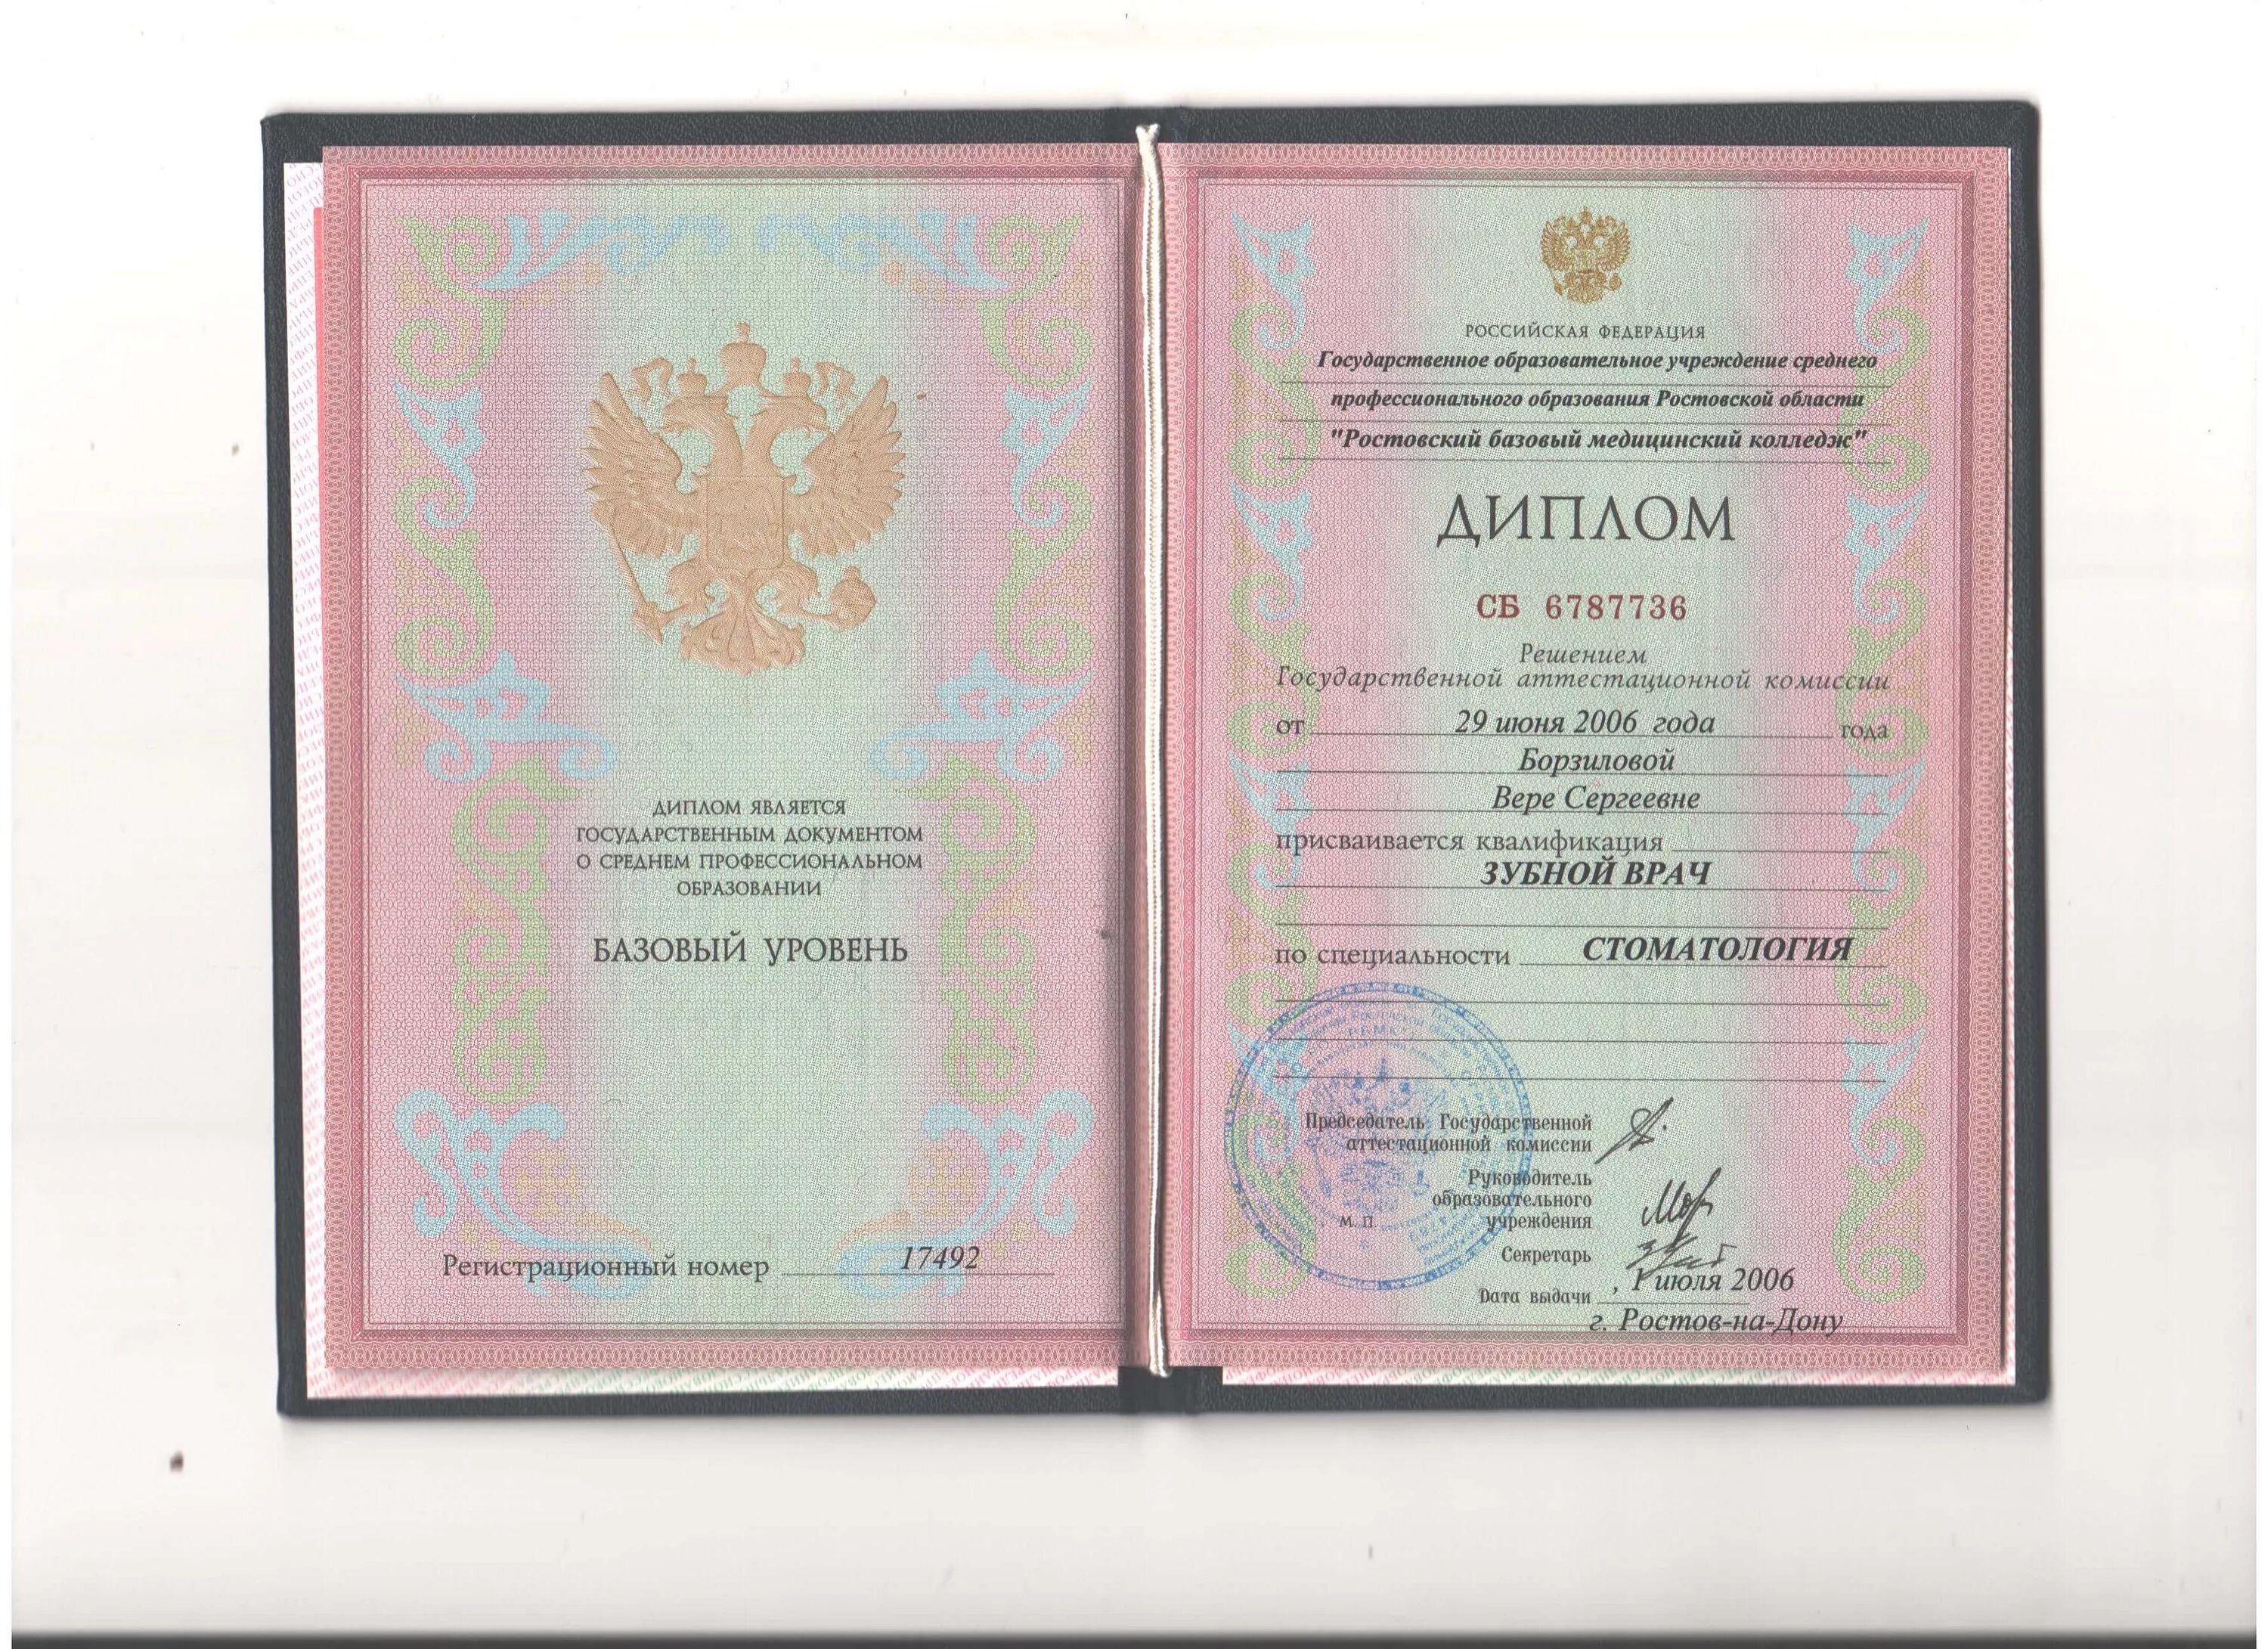 ДИПЛОМ ЯВЛЯЕТСЯ
ГОСУДАРСТВЕННЫМ ДОКУМЕНТОМ
О СРЕДНЕМ ПРОФЕССИОНАЛЬНОМ
ОБРАЗОВАНИИ
БАЗОВЫЙ УРОВЕНЬ
Регистрационный номер 17492
РОССИЙСКАЯ ФЕДЕРАЦИЯ
Государственное образовательное учреждение среднего
профессионального образования Ростовской области
"Ростовский базовый медицинский колледж"
ДИПЛОМ
СБ 6787736
Решением
Государственной аттестационной комиссии
от 29 июня 2006 года года
Борзиловой
Вере Сергеевне
присваивается квалификация
ЗУБНОЙ ВРАЧ
по специальности СТОМАТОЛОГИЯ
Председатель Государственной
аттестационной комиссии
Руководитель
образовательного
М. П. учреждения
Секретарь
Дата выдачи , 1 июля 2006
г. Ростов-на-Дону